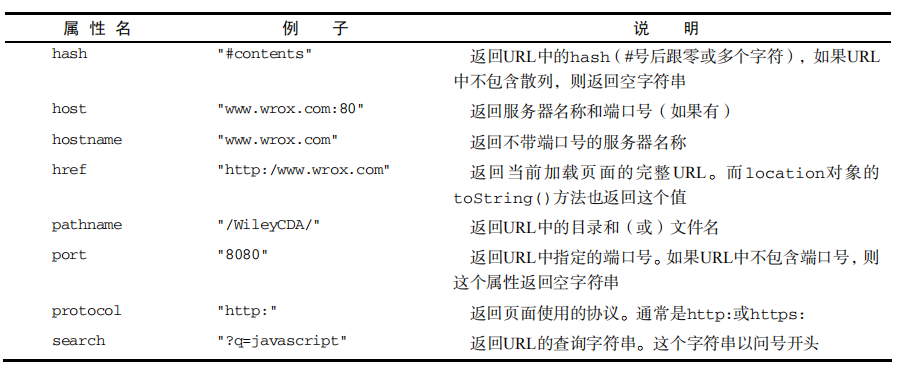 属 性 名 例 子 说 明
hash "#contents" 返回URL中的hash（#号后跟零或多个字符），如果URL
中不包含散列，则返回空字符串
host "www.wrox.com:80" 返回服务器名称和端口号（如果有）
hostname "www.wrox.com" 返回不带端口号的服务器名称
href "http:/www.wrox.com" 返回当前加载页面的完整URL。而location对象的
toString()方法也返回这个值
pathname "/WileyCDA/" 返回URL中的目录和（或）文件名
port "8080" 返回URL中指定的端口号。如果URL中不包含端口号，则
这个属性返回空字符串
protocol "http:" 返回页面使用的协议。通常是http:或https:
search "?q=javascript" 返回URL的查询字符串。这个字符串以问号开头